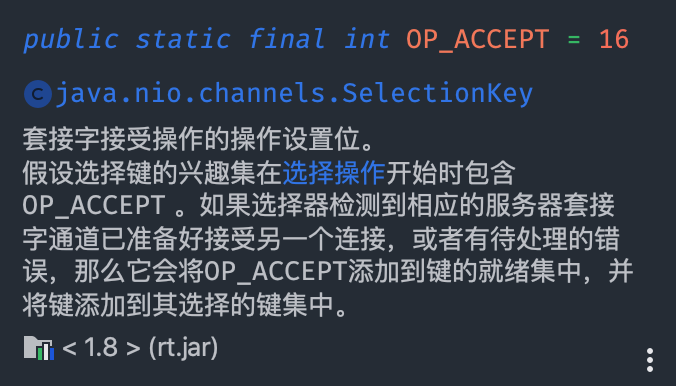 public static final int OP_ACCEPT = 16
java.nio.channels.SelectionKey
套接字接受操作的操作设置位。
假设选择键的兴趣集在选择操作开始时包含
OP_ACCEPT 。如果选择器检测到相应的服务器套接
字通道已准备好接受另一个连接，或者有待处理的错
误，那么它会将OP_ACCEPT添加到键的就绪集中，并
将键添加到其选择的键集中。
< 1.8 > (rt.jar)